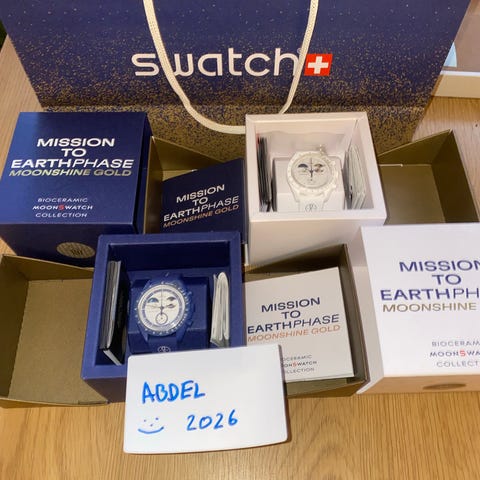 swatch
MISSION
TO
EARTHPHASE
MOONSHINE GOLD
BIOCERAMIC
MOONSWATCH
COLLECTION
MISSION
TO
EARTHPHASE
MOONSHINE GOLD
MISSION
TO
EARTHPHASE
MOONSHINE GOLD
BIOCERAMIC
MOONSWATCH
COLLECTION
MISSION
TO
EARTHPHASE
MOONSHINE GOLD
BIOCERAMIC
MOONSWATCH
COLLECTION
ABDEL
2026